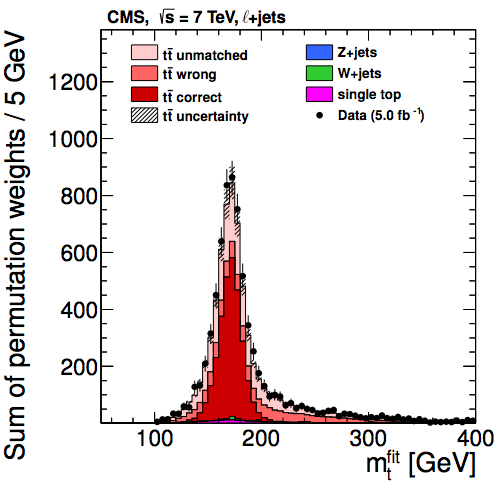 CMS, √s = 7 TeV, ℓ+jets
tt̄ unmatched
tt̄ wrong
tt̄ correct
tt̄ uncertainty
Z+jets
W+jets
single top
Data (5.0 fb⁻¹)
Sum of permutation weights / 5 GeV
1200
1000
800
600
400
200
100 200 300 400
mₜᶠⁱᵗ [GeV]